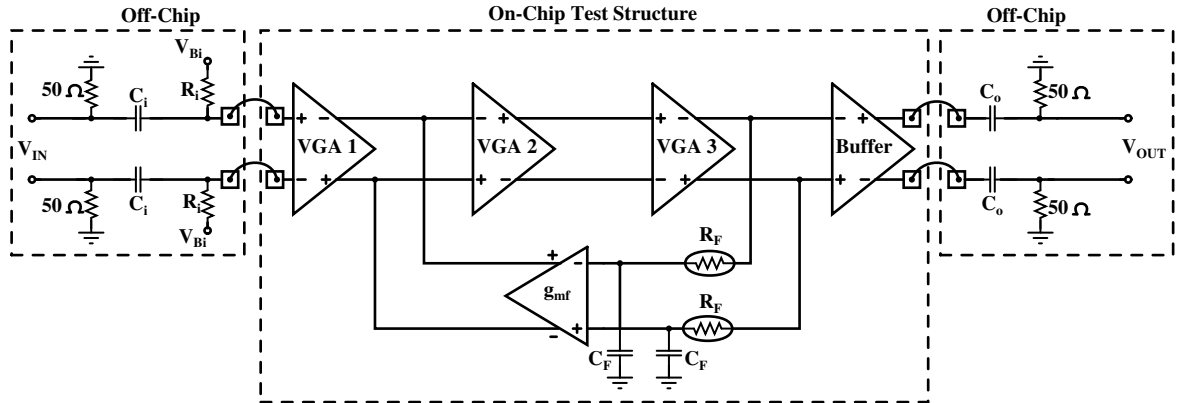 Off-Chip
On-Chip Test Structure
Off-Chip
V_Bi
50 Ω
C_i
R_i
C_o
50 Ω
+ − − + + −
VGA 1
VGA 2
VGA 3
Buffer
V_IN
V_OUT
− + + − − + − +
50 Ω
C_i
R_i
C_o
50 Ω
V_Bi
R_F
+ −
g_mf
R_F
− +
C_F
C_F